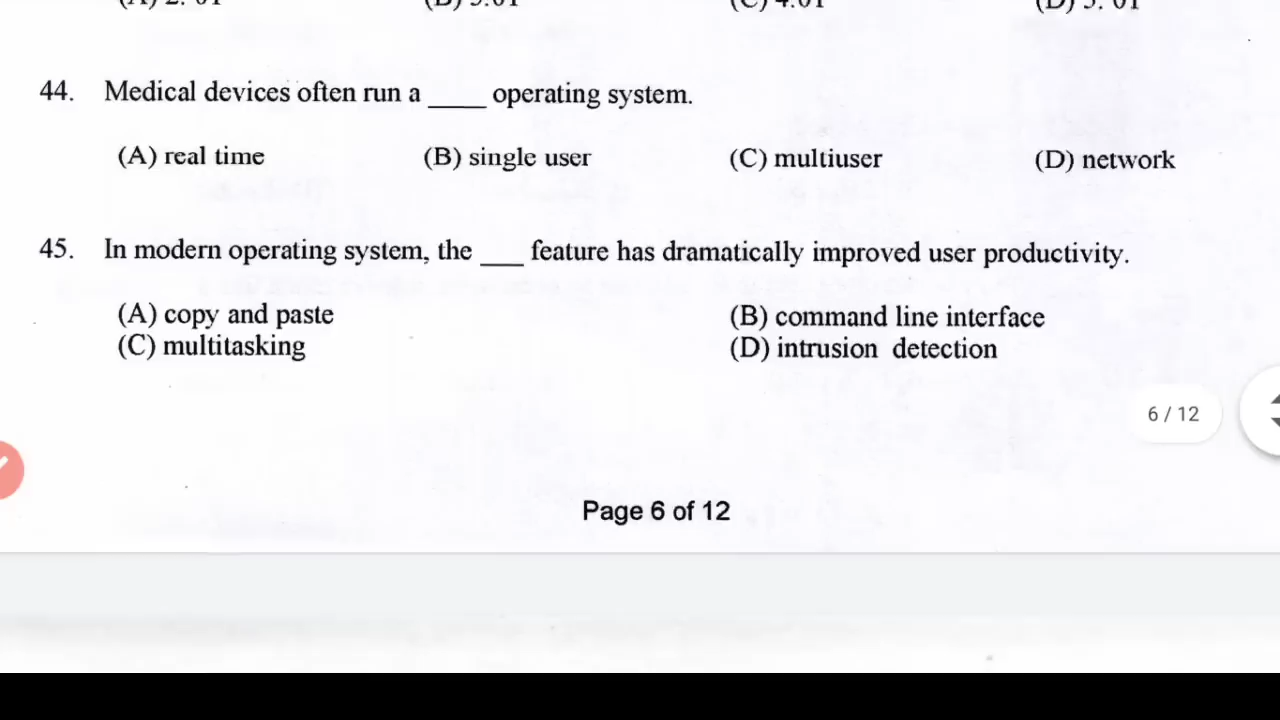 44. Medical devices often run a ____ operating system.
(A) real time (B) single user (C) multiuser (D) network
45. In modern operating system, the ___ feature has dramatically improved user productivity.
(A) copy and paste (B) command line interface
(C) multitasking (D) intrusion detection
6 / 12
Page 6 of 12